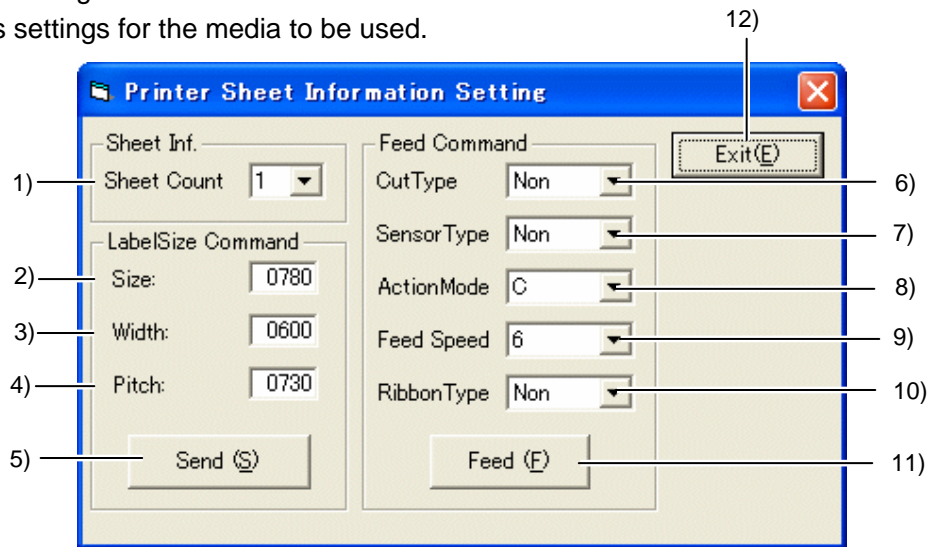 s settings for the media to be used.
12)
Printer Sheet Information Setting
Sheet Inf.
1) Sheet Count 1
LabelSize Command
2) Size: 0780
3) Width: 0600
4) Pitch: 0730
5) Send (S)
Feed Command
CutType Non 6)
SensorType Non 7)
ActionMode C 8)
Feed Speed 6 9)
RibbonType Non 10)
Feed (F) 11)
Exit(E)